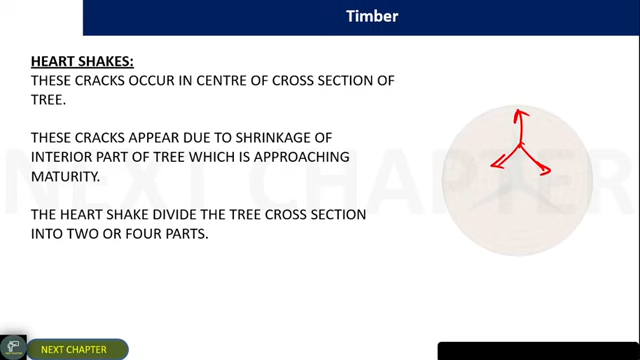 Timber
HEART SHAKES:
THESE CRACKS OCCUR IN CENTRE OF CROSS SECTION OF
TREE.
THESE CRACKS APPEAR DUE TO SHRINKAGE OF
INTERIOR PART OF TREE WHICH IS APPROACHING
MATURITY.
THE HEART SHAKE DIVIDE THE TREE CROSS SECTION
INTO TWO OR FOUR PARTS.
NEXT CHAPTER
NEXT CHAPTER